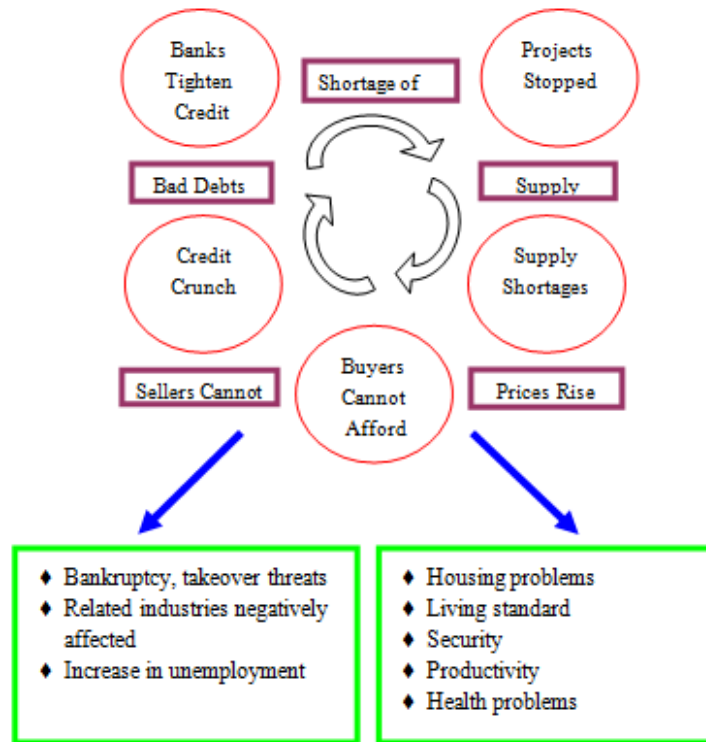 Banks
Tighten
Credit
Shortage of
Projects
Stopped
Bad Debts
Supply
Credit
Crunch
Supply
Shortages
Sellers Cannot
Buyers
Cannot
Afford
Prices Rise
♦ Bankruptcy, takeover threats
♦ Related industries negatively
affected
♦ Increase in unemployment
♦ Housing problems
♦ Living standard
♦ Security
♦ Productivity
♦ Health problems